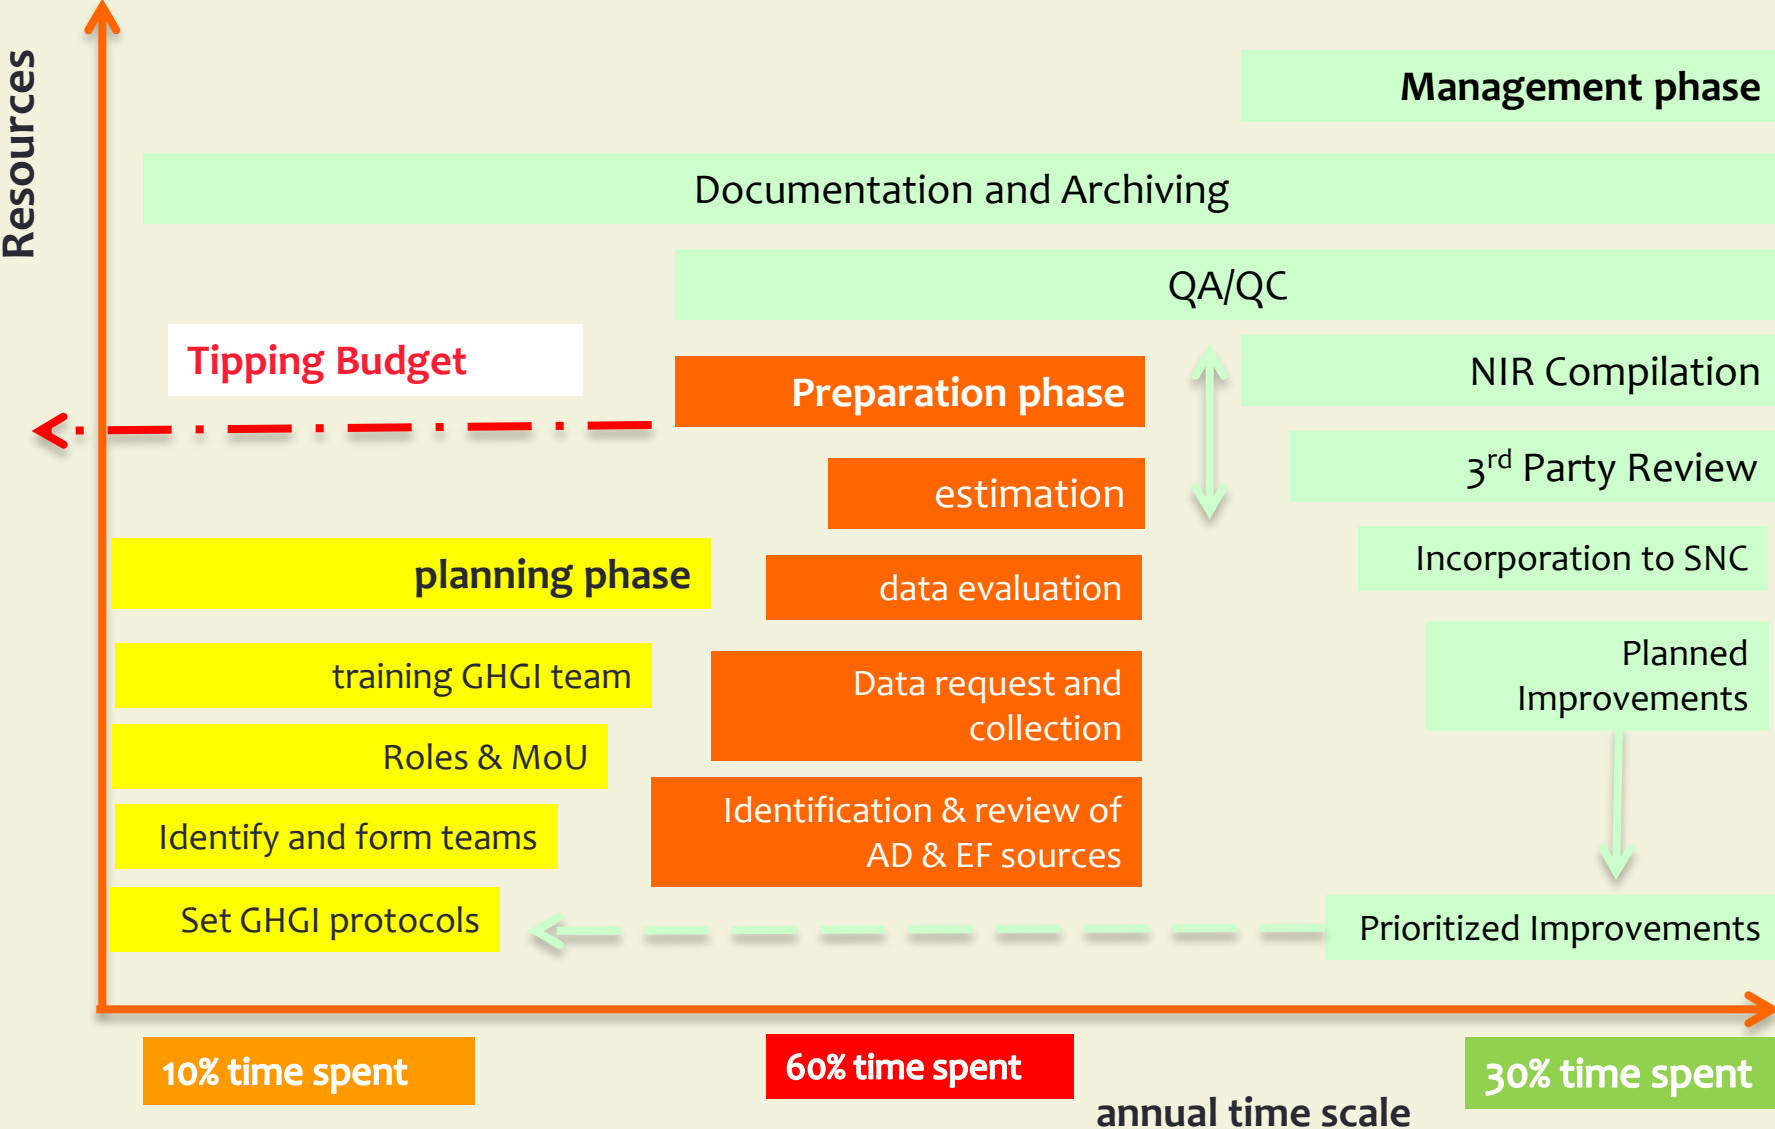 Resources
Management phase
Documentation and Archiving
QA/QC
Tipping Budget
NIR Compilation
Preparation phase
3rd Party Review
estimation
Incorporation to SNC
planning phase
data evaluation
Planned
Improvements
training GHGI team
Data request and
collection
Roles & MoU
Identification & review of
AD & EF sources
Identify and form teams
Set GHGI protocols
Prioritized Improvements
10% time spent
60% time spent
30% time spent
annual time scale